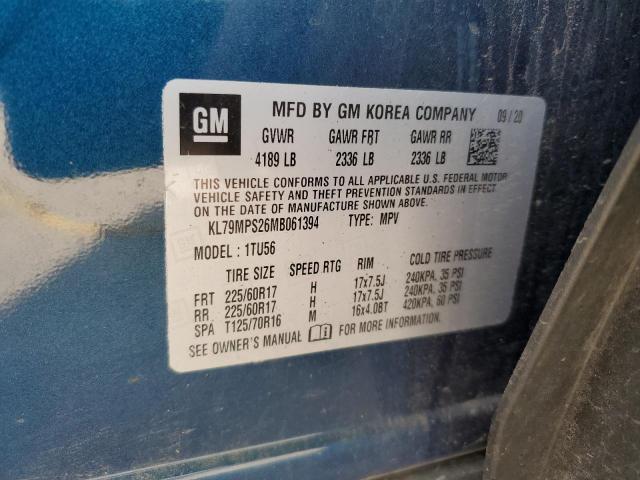 GM
MFD BY GM KOREA COMPANY 09/20
GVWR GAWR FRT GAWR RR
4189 LB 2336 LB 2336 LB
THIS VEHICLE CONFORMS TO ALL APPLICABLE U.S. FEDERAL MOTOR
VEHICLE SAFETY AND THEFT PREVENTION STANDARDS IN EFFECT
ON THE DATE OF MANUFACTURE SHOWN ABOVE.
KL79MPS26MB061394 TYPE: MPV
MODEL: 1TU56
TIRE SIZE SPEED RTG RIM COLD TIRE PRESSURE
FRT 225/60R17 H 17x7.5J 240KPA, 35 PSI
RR 225/60R17 H 17x7.5J 240KPA, 35 PSI
SPA T125/70R16 M 16x4.0BT 420KPA, 60 PSI
SEE OWNER'S MANUAL FOR MORE INFORMATION.